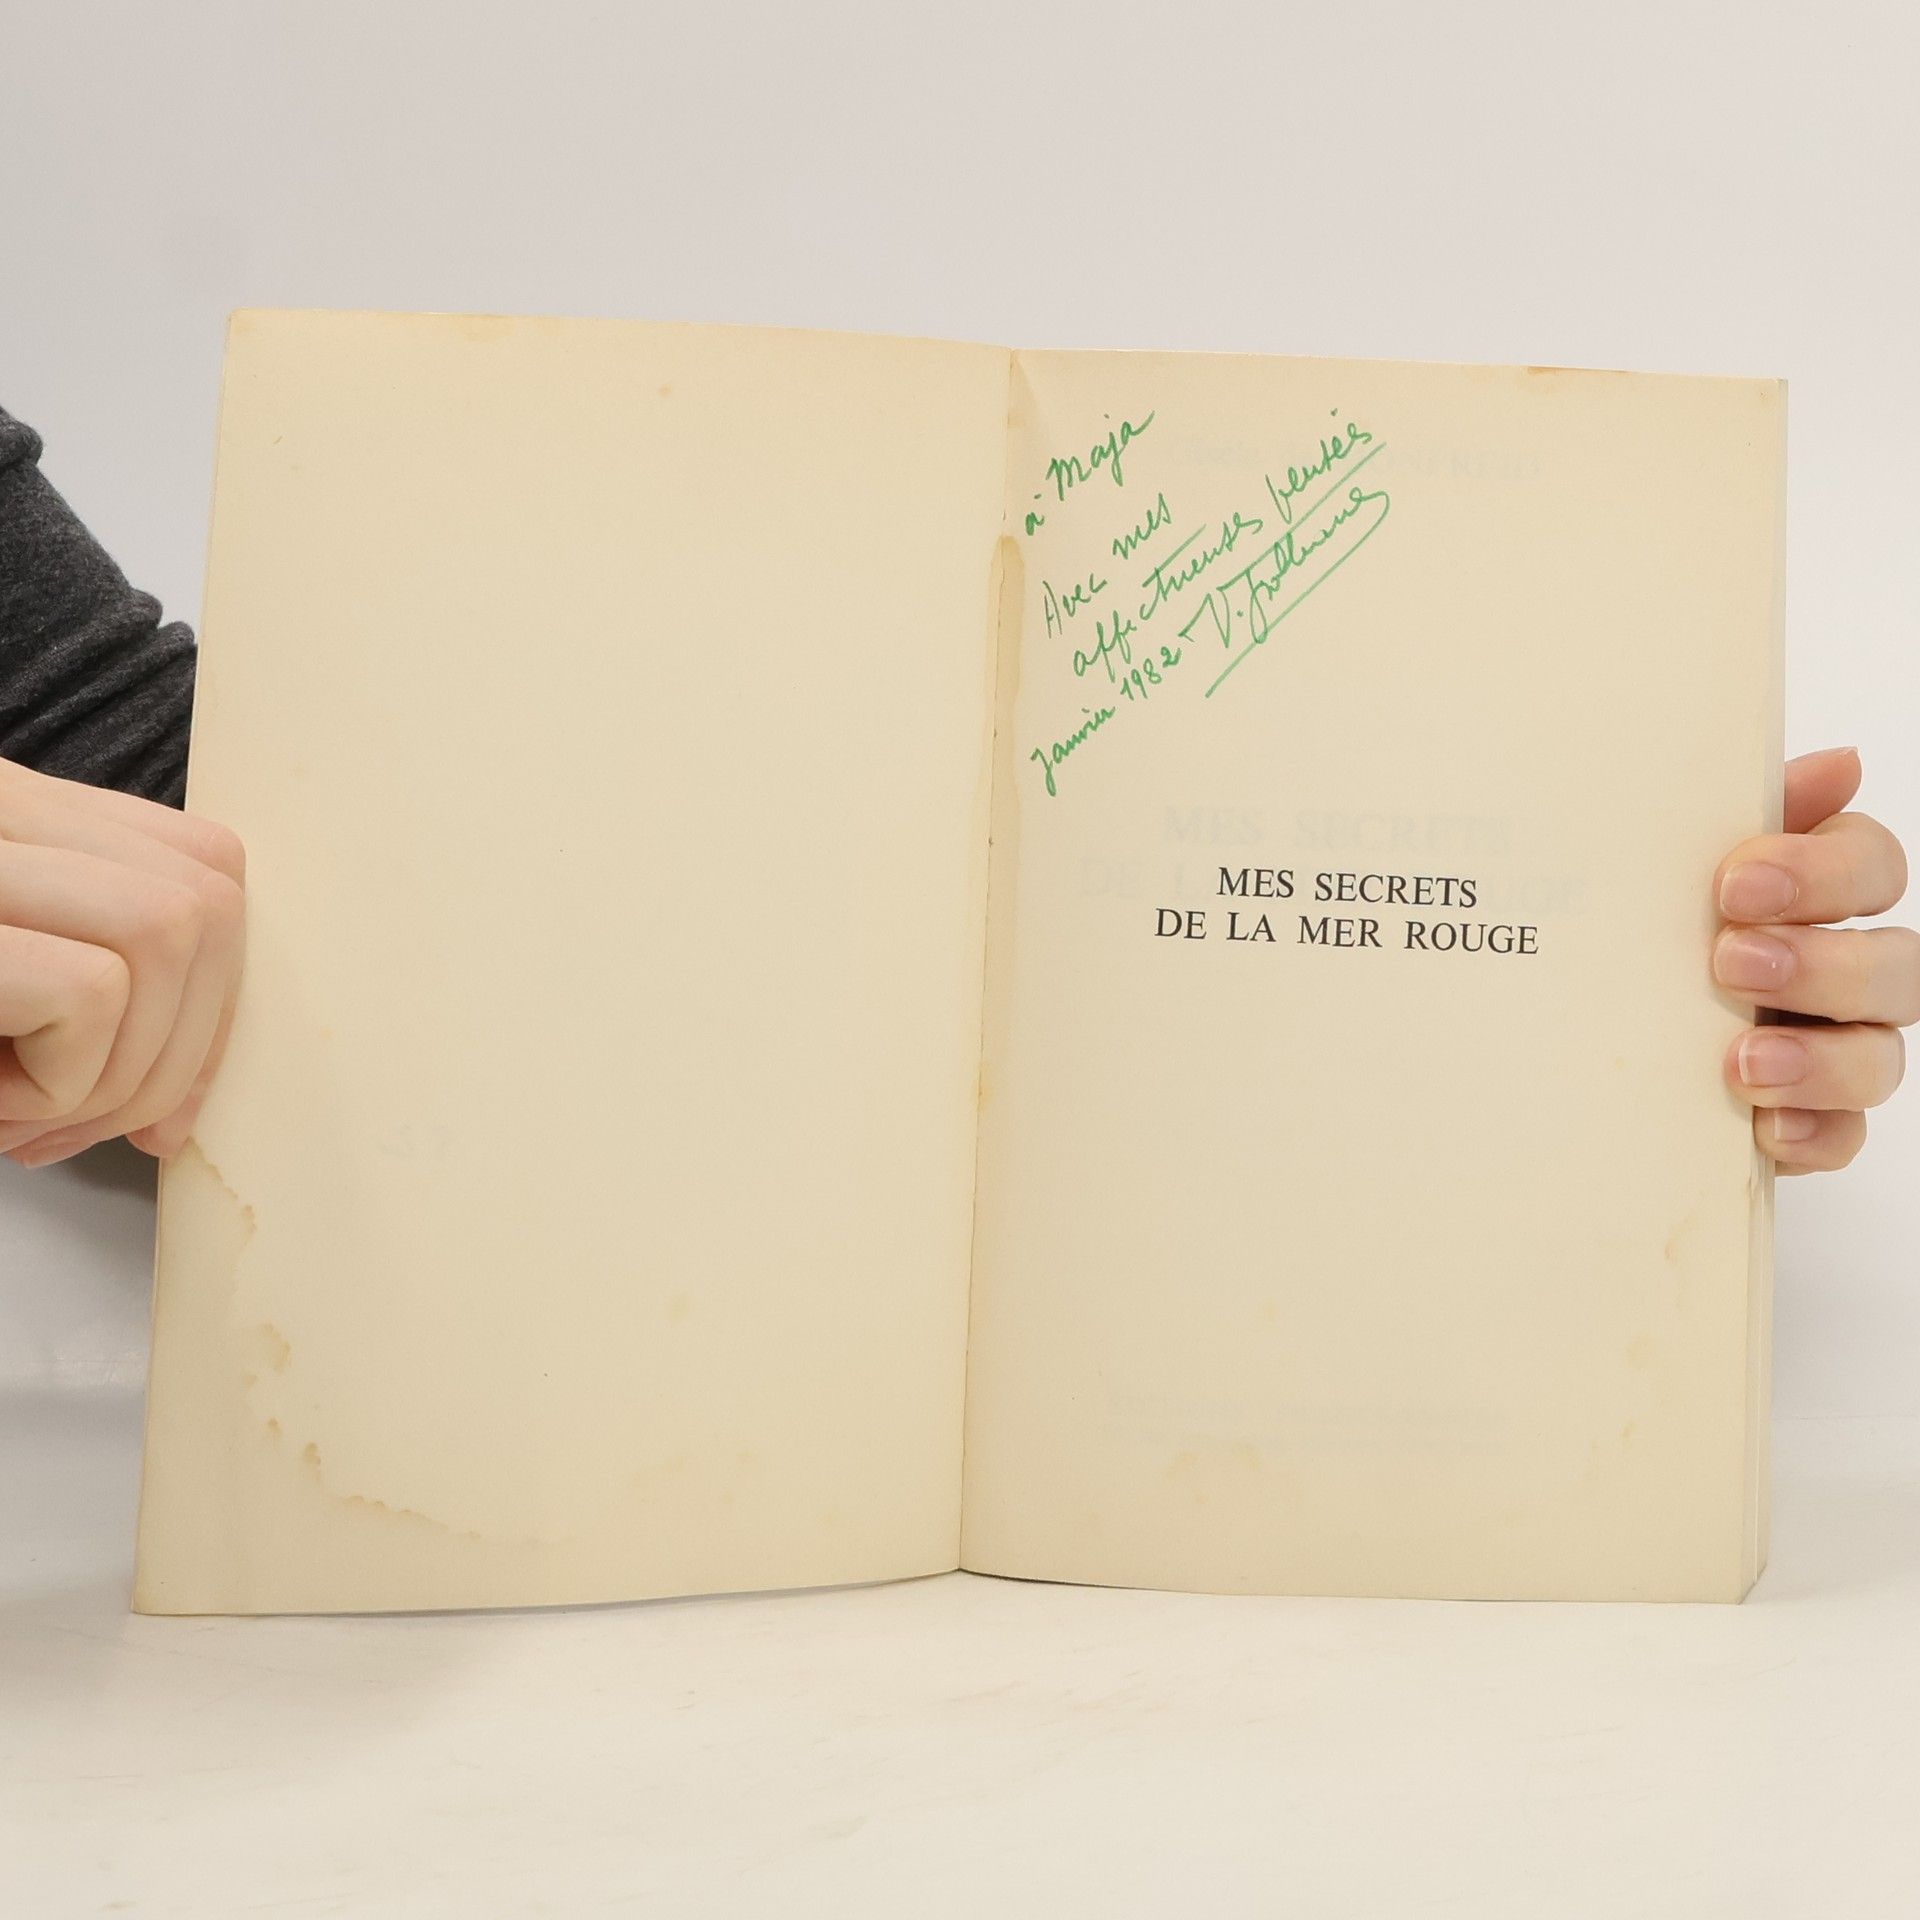 à Maja
Avec mes
affectueuses pensées
Janvier 1982 - V.
MES SECRETS
DE LA MER ROUGE